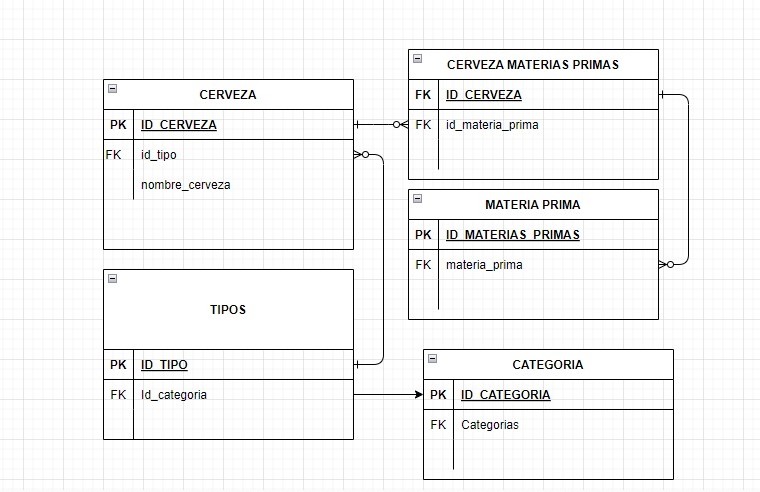 CERVEZA
PK ID_CERVEZA
FK id_tipo
nombre_cerveza
CERVEZA MATERIAS PRIMAS
FK ID_CERVEZA
FK id_materia_prima
MATERIA PRIMA
PK ID_MATERIAS_PRIMAS
FK materia_prima
TIPOS
PK ID_TIPO
FK Id_categoria
CATEGORIA
PK ID_CATEGORIA
FK Categorias